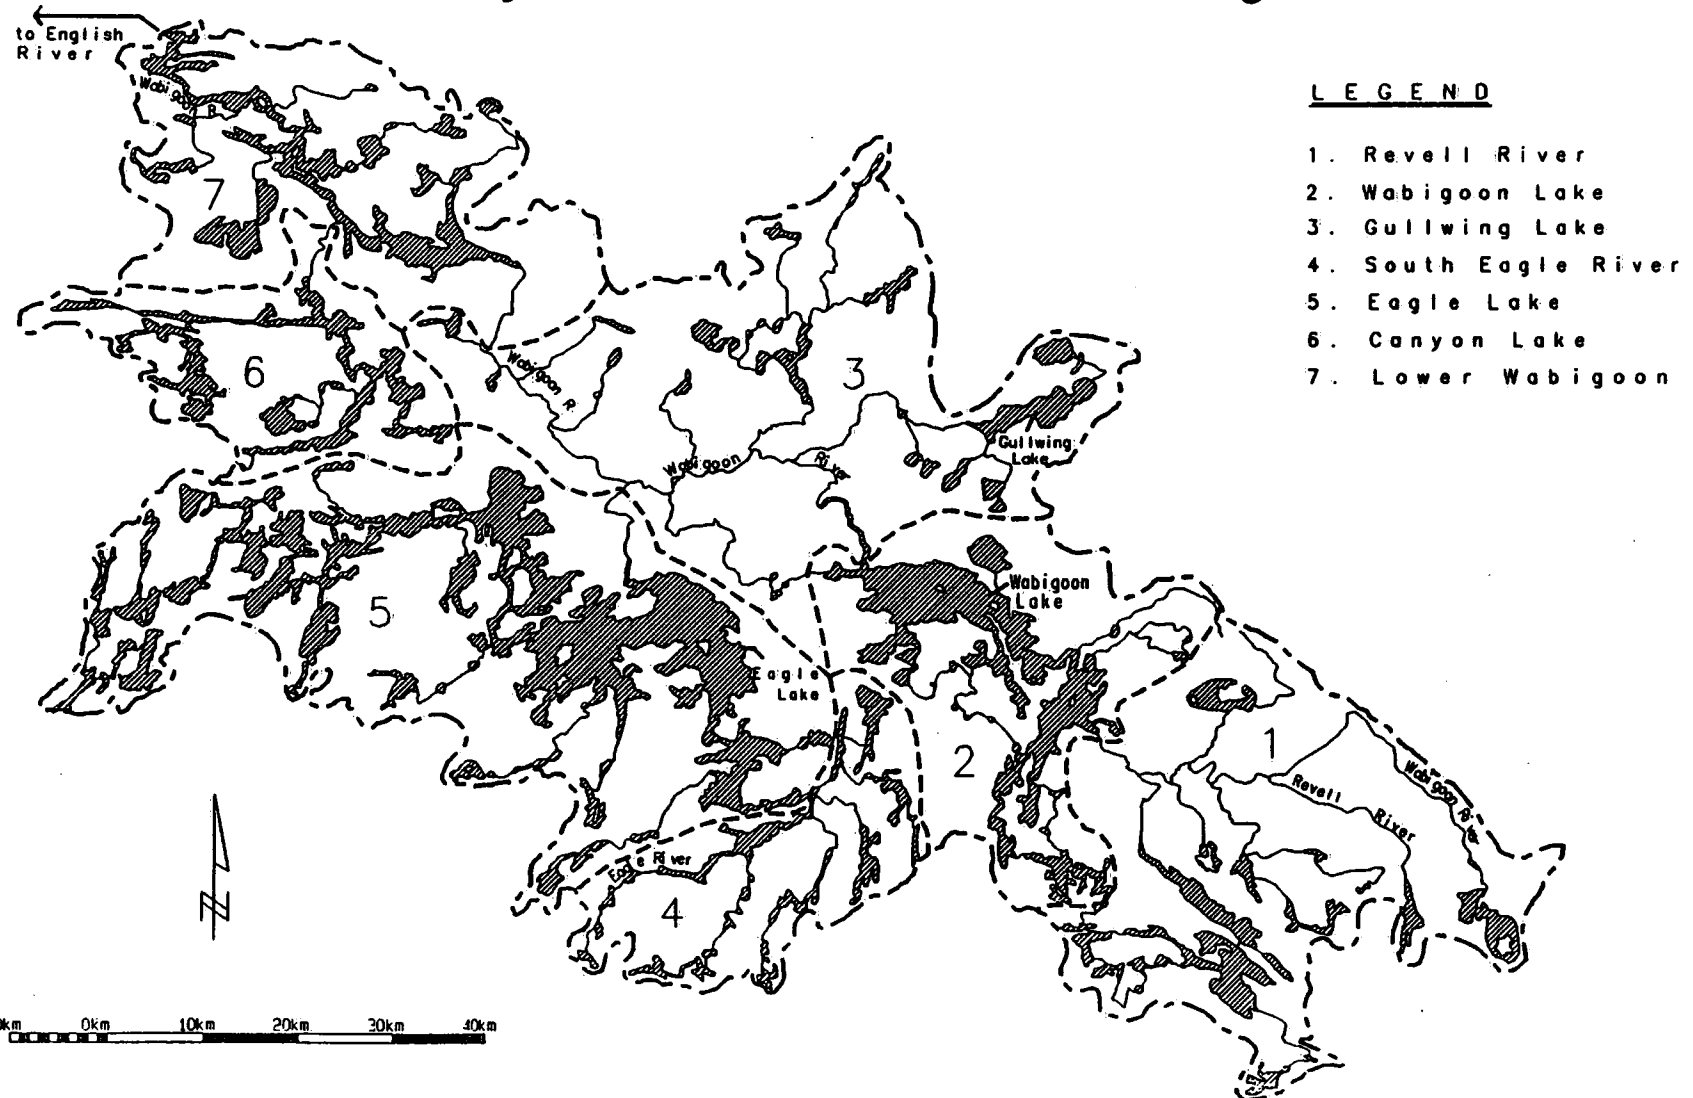 to English
River
Wabigoon R.
7
LEGEND
1. Revell River
2. Wabigoon Lake
3. Gullwing Lake
4. South Eagle River
5. Eagle Lake
6. Canyon Lake
7. Lower Wabigoon
6
Wabigoon R.
3
Gullwing
Lake
Wabigoon River
5
Wabigoon
Lake
Eagle
Lake
2
1
Revell River
Wabigoon River
Eagle River
4
N
0km 10km 20km 30km 40km